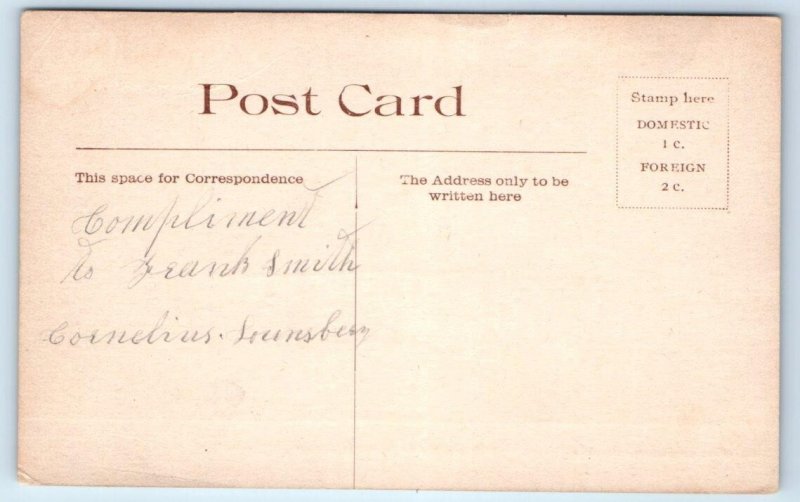 Post Card
Stamp here
DOMESTIC
1 c.
FOREIGN
2 c.
This space for Correspondence
The Address only to be
written here
Compliment
to Frank Smith
Cornelius Lounsbery